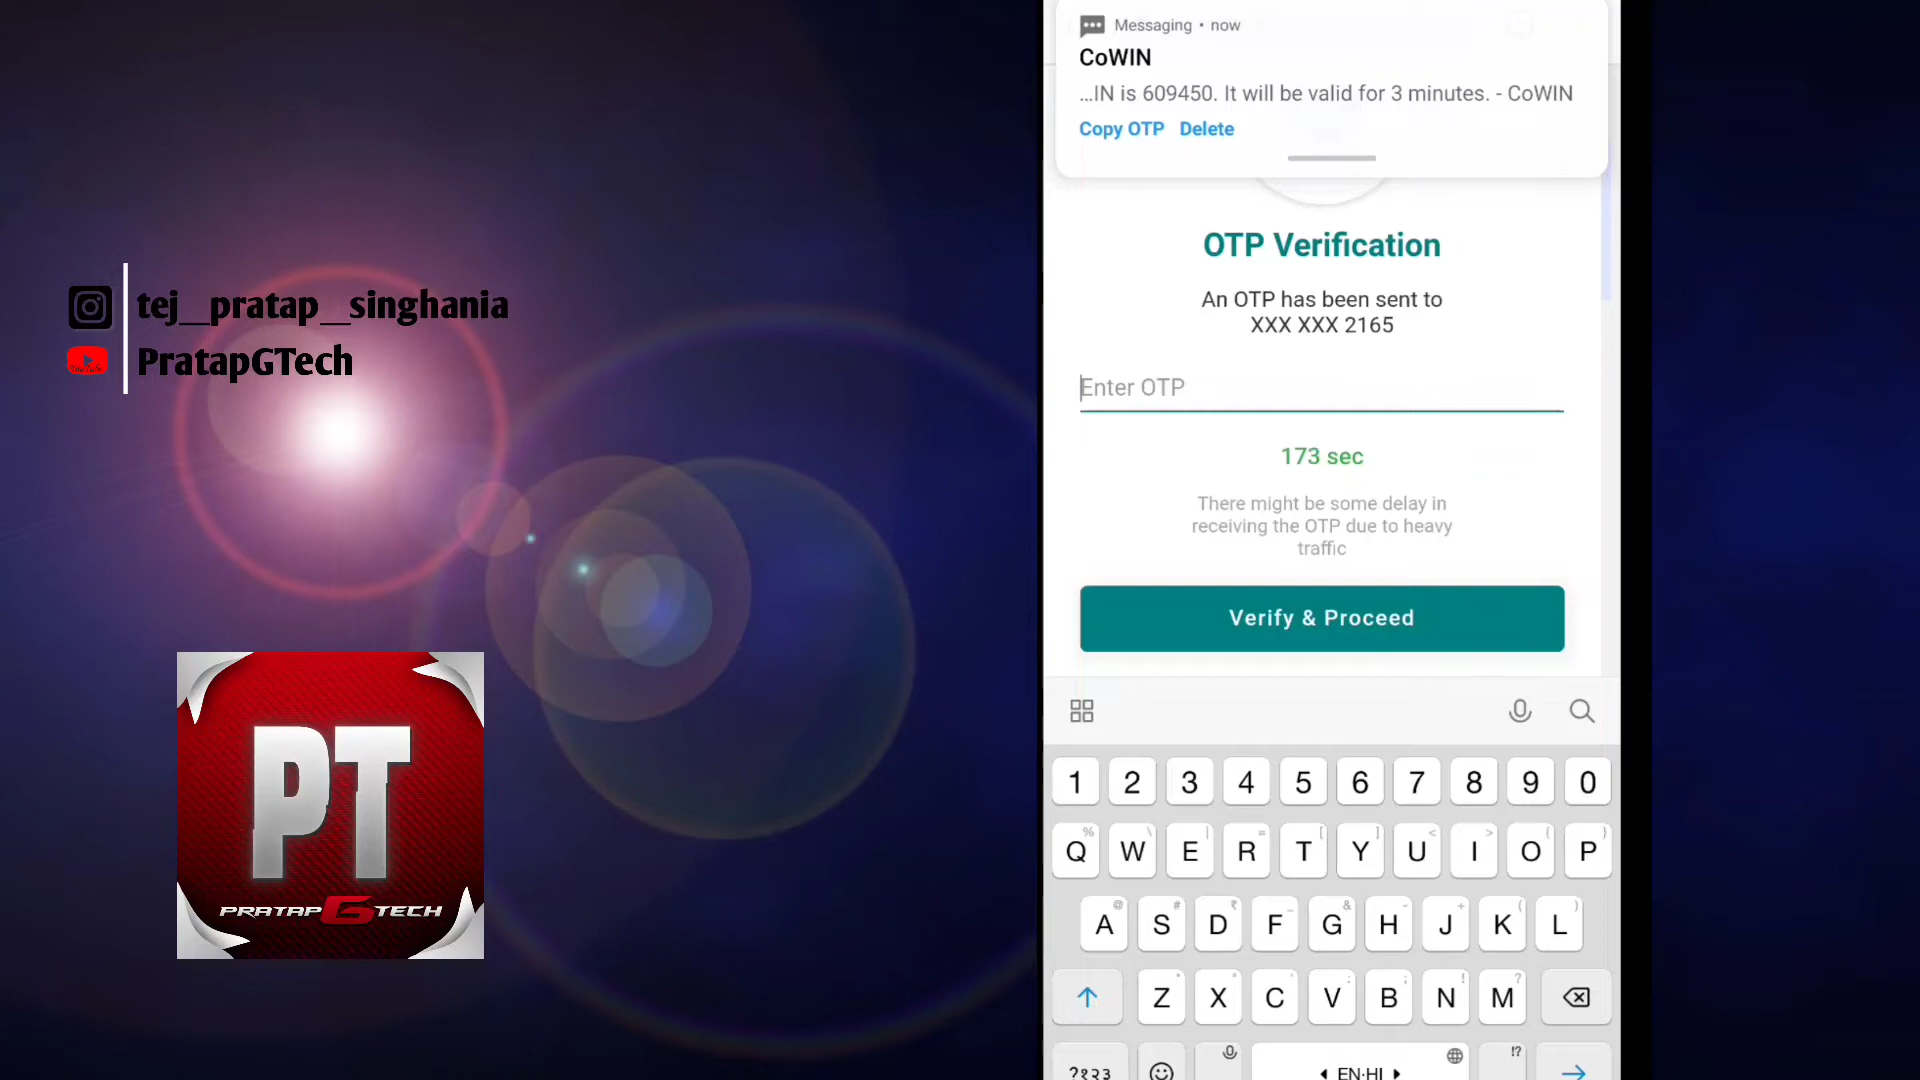 tej__pratap__singhania
PratapGTech
PT
PRATAP G TECH
Messaging • now
CoWIN
...IN is 609450. It will be valid for 3 minutes. - CoWIN
Copy OTP Delete
OTP Verification
An OTP has been sent to
XXX XXX 2165
Enter OTP
173 sec
There might be some delay in
receiving the OTP due to heavy
traffic
Verify & Proceed
1 2 3 4 5 6 7 8 9 0
Q W E R T Y U I O P
A S D F G H J K L
Z X C V B N M
?१२३ EN·HI !?